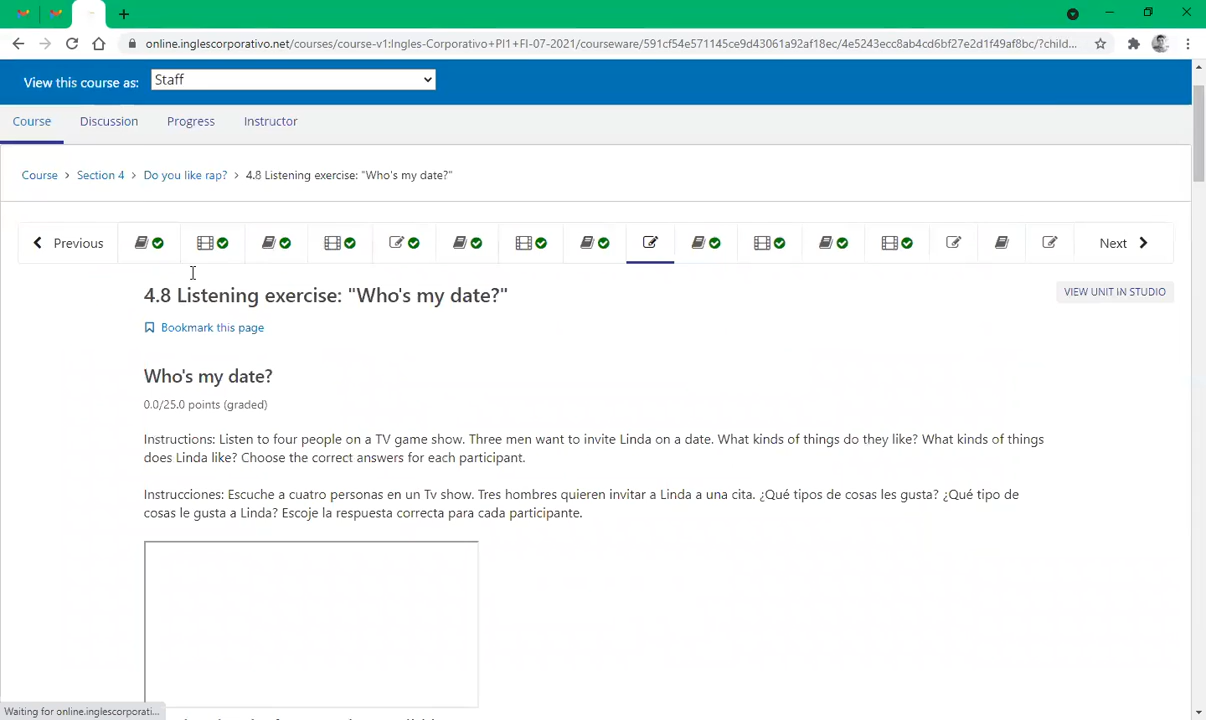 online.inglescorporativo.net/courses/course-v1:Ingles-Corporativo+PI1+FI-07-2021/courseware/591cf54e571145ce9d43061a92af18ec/4e5243ecc8ab4cd6bf27e2d1f49af8bc/?child...
View this course as: Staff
Course Discussion Progress Instructor
Course > Section 4 > Do you like rap? > 4.8 Listening exercise: "Who's my date?"
Previous Next
4.8 Listening exercise: "Who's my date?"
VIEW UNIT IN STUDIO
Bookmark this page
Who's my date?
0.0/25.0 points (graded)
Instructions: Listen to four people on a TV game show. Three men want to invite Linda on a date. What kinds of things do they like? What kinds of things
does Linda like? Choose the correct answers for each participant.
Instrucciones: Escuche a cuatro personas en un Tv show. Tres hombres quieren invitar a Linda a una cita. ¿Qué tipos de cosas les gusta? ¿Qué tipo de
cosas le gusta a Linda? Escoje la respuesta correcta para cada participante.
Waiting for online.inglescorporati...